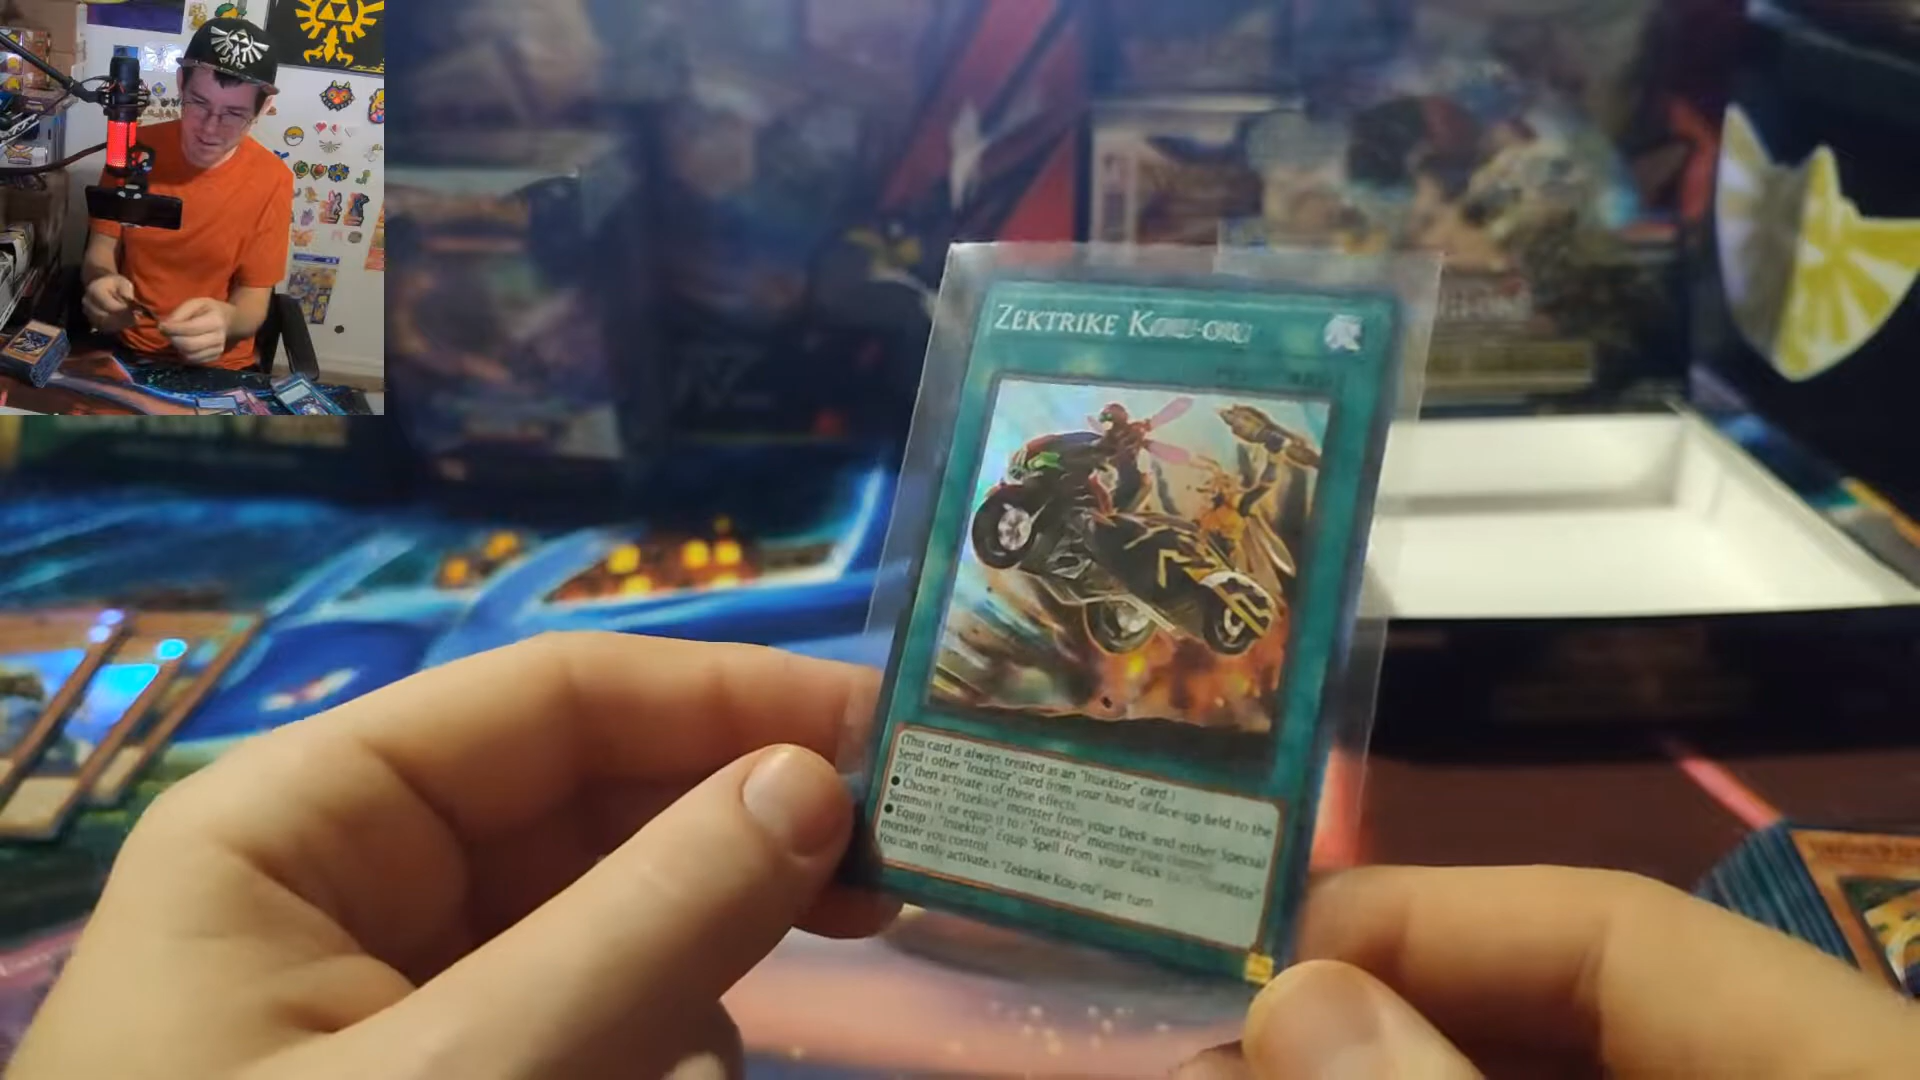 Zektrike Kou-ou
(This card is always treated as an "Inzektor" card.)
Send 1 other "Inzektor" card from your hand or face-up field to the
GY, then activate 1 of these effects.
● Choose 1 "Inzektor" monster from your Deck and either Special
Summon it, or equip it to 1 "Inzektor" monster you control.
● Equip 1 "Inzektor" Equip Spell from your Deck to 1 "Inzektor"
monster you control.
You can only activate 1 "Zektrike Kou-ou" per turn.